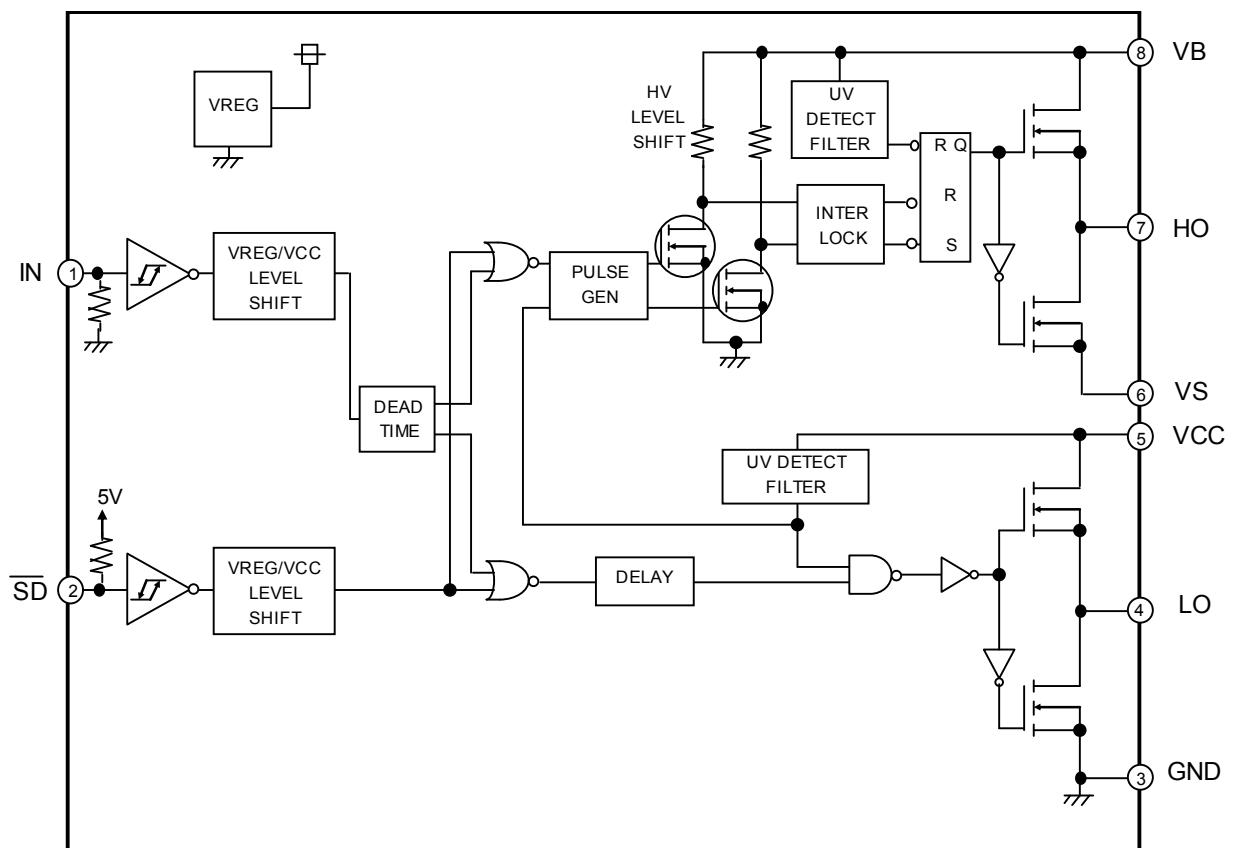 VREG
HV
LEVEL
SHIFT
UV
DETECT
FILTER
R Q
R
S
INTER
LOCK
8 VB
7 HO
6 VS
5 VCC
4 LO
3 GND
IN 1
VREG/VCC
LEVEL
SHIFT
PULSE
GEN
DEAD
TIME
UV DETECT
FILTER
5V
SD 2
VREG/VCC
LEVEL
SHIFT
DELAY